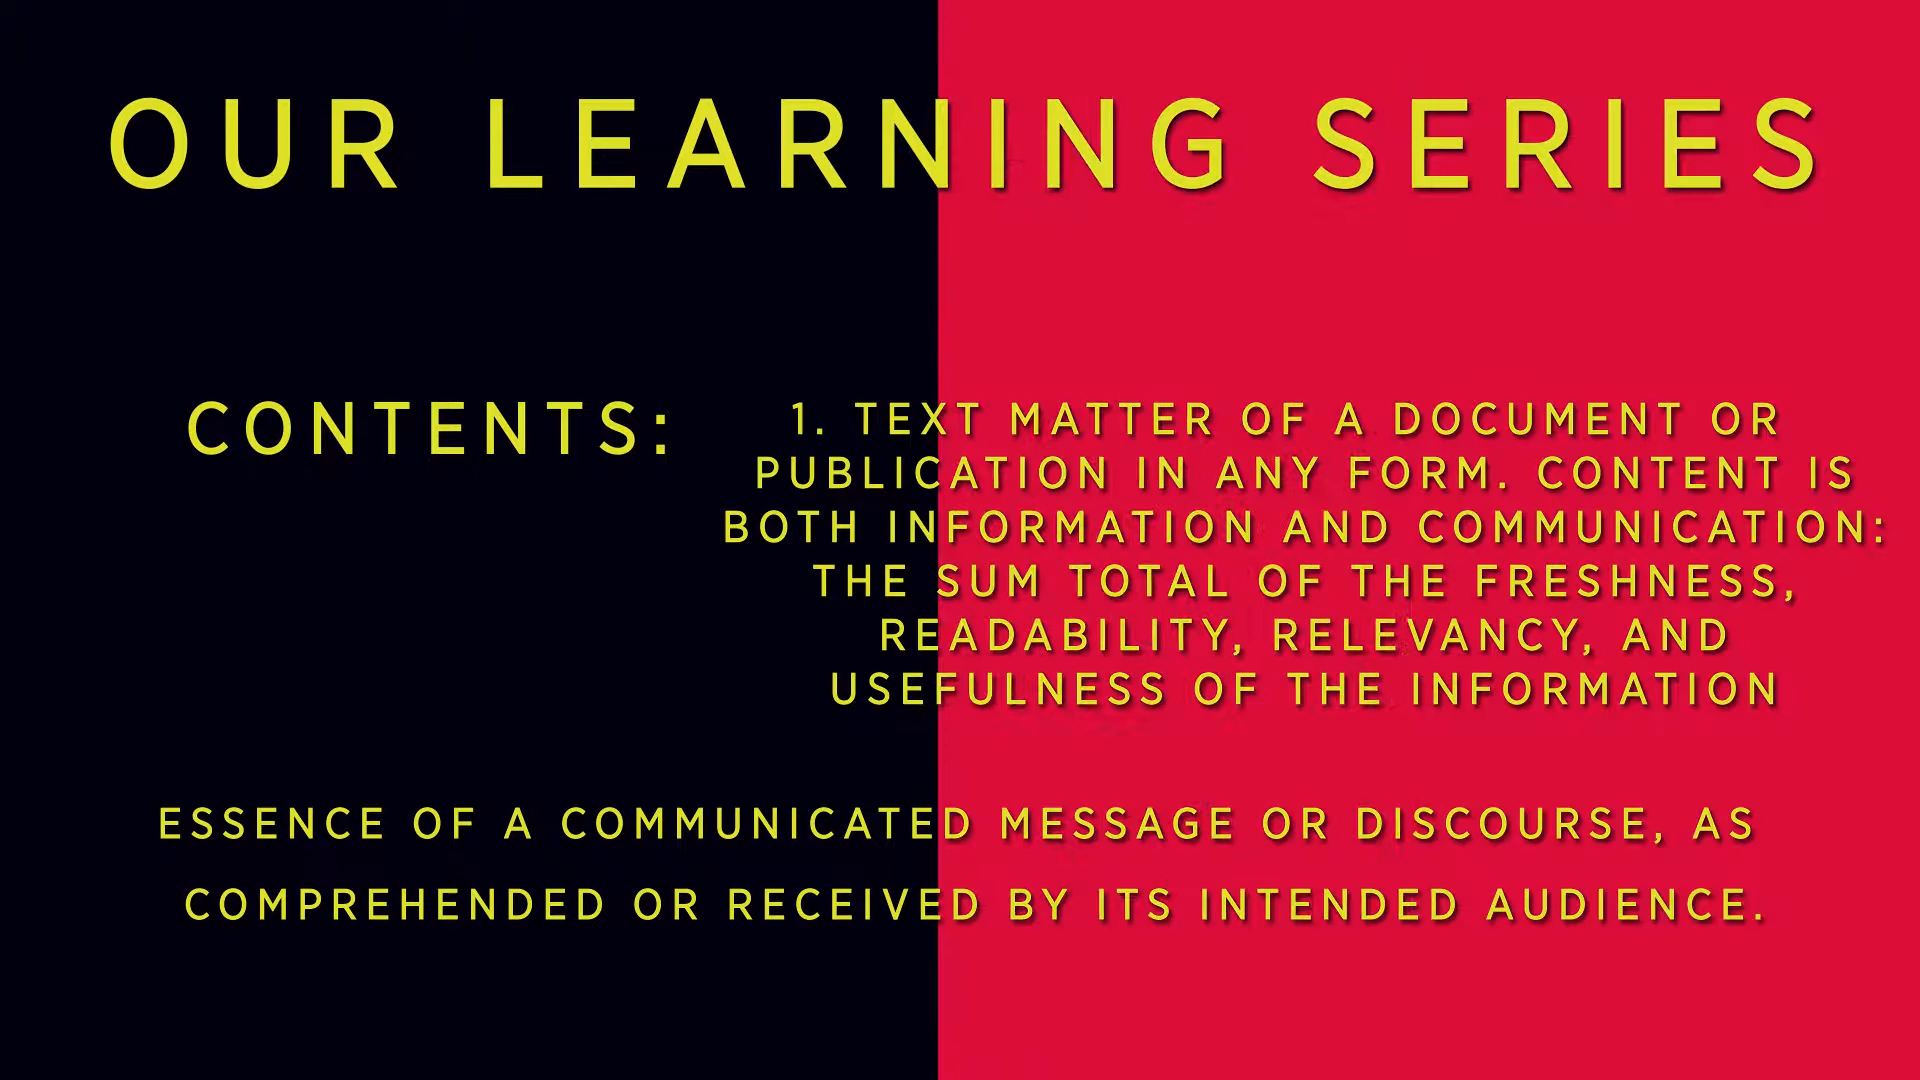 OUR LEARNING SERIES
CONTENTS:
1. TEXT MATTER OF A DOCUMENT OR
PUBLICATION IN ANY FORM. CONTENT IS
BOTH INFORMATION AND COMMUNICATION:
THE SUM TOTAL OF THE FRESHNESS,
READABILITY, RELEVANCY, AND
USEFULNESS OF THE INFORMATION
ESSENCE OF A COMMUNICATED MESSAGE OR DISCOURSE, AS
COMPREHENDED OR RECEIVED BY ITS INTENDED AUDIENCE.